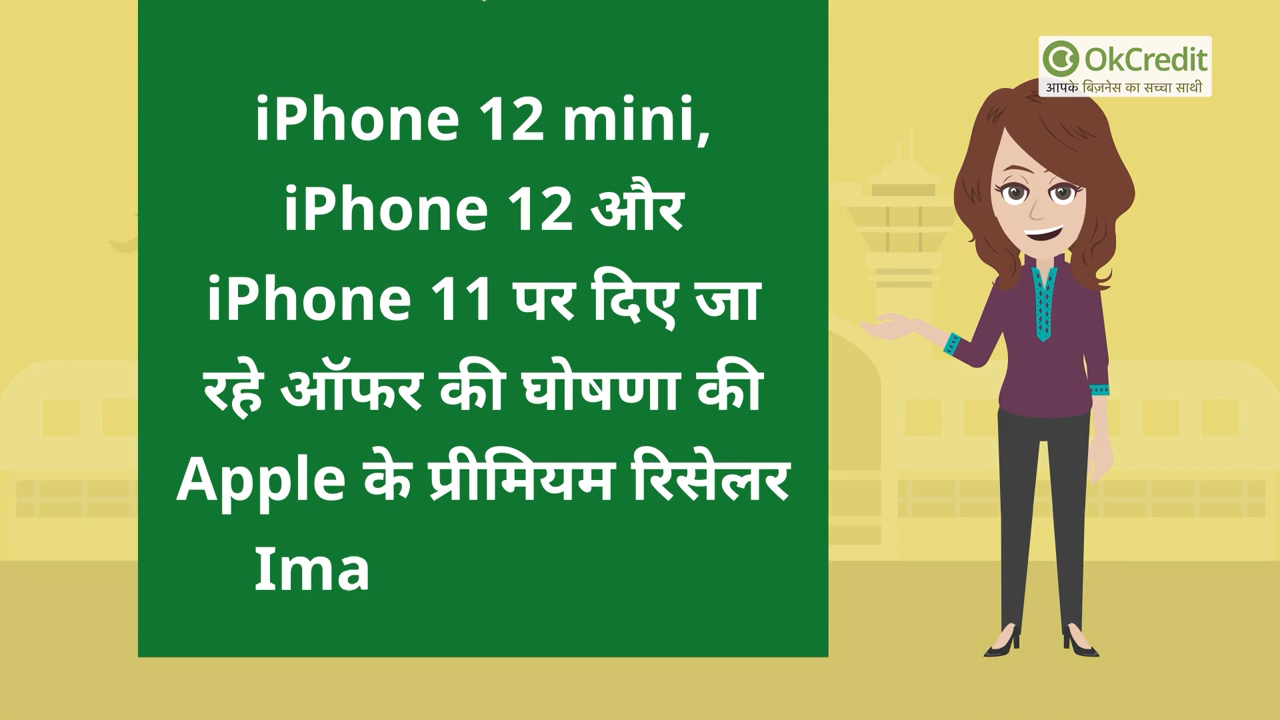 OkCredit
आपके बिज़नेस का सच्चा साथी
iPhone 12 mini,
iPhone 12 और
iPhone 11 पर दिए जा
रहे ऑफर की घोषणा की
Apple के प्रीमियम रिसेलर
Ima